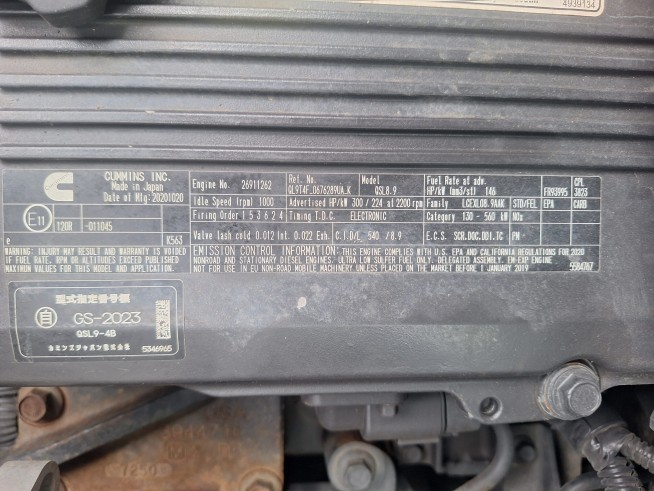 4939134
CUMMINS INC.
Made in Japan
Date of Mfg:20201020
E11
120R -011045
e K563
WARNING: INJURY MAY RESULT AND WARRANTY VOIDED
IF FUEL RATE, RPM OR ALTITUDES EXCEED PUBLISHED
MAXIMUM VALUES FOR THIS MODEL AND APPLICATION.
Engine No. 26911262 Ref. No. QL9T4F_D676289UA_K Model QSL8.9 Fuel Rate at adv. HP/kW (mm3/st) 146 FR93995 CPL 3823
Idle Speed (rpm) 1000 Advertised HP/kW 300 / 224 at 2200 rpm Family LCEXL08.9AAK STD/FEL EPA CARB
Firing Order 1 5 3 6 2 4 Timing T.D.C. ELECTRONIC Category 130 - 560 kW NOx
Valve lash cold 0.012 Int. 0.022 Exh. C.I.D/L 540 / 8.9 E.C.S. SCR.DOC.DDI.TC PM
EMISSION CONTROL INFORMATION: THIS ENGINE COMPLIES WITH U.S. EPA AND CALIFORNIA REGULATIONS FOR 2020
NONROAD AND STATIONARY DIESEL ENGINES. ULTRA LOW SULFER FUEL ONLY. DELEGATED ASSEMBLY. EM-EXP ENGINE
NOT FOR USE IN EU NON-ROAD MOBILE MACHINERY UNLESS PLACED ON THE MARKET BEFORE 1 JANUARY 2019 5584767
型式指定番号類
自 GS-2023
QSL9-4B
カミンズジャパン株式会社 5346965